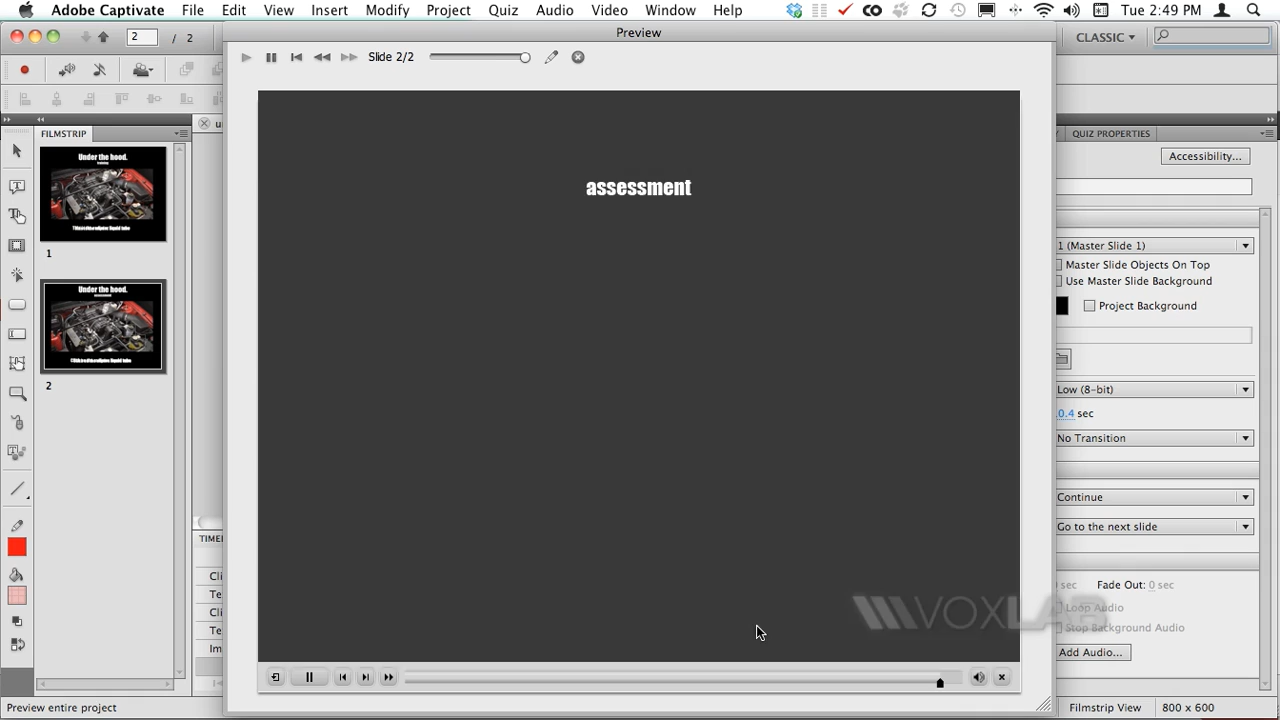 Adobe Captivate File Edit View Insert Modify Project Quiz Audio Video Window Help Tue 2:49 PM
2 / 2
Preview
CLASSIC
Slide 2/2
FILMSTRIP
QUIZ PROPERTIES
Accessibility...
Under the hood.
1
Under the hood.
2
assessment
1 (Master Slide 1)
Master Slide Objects On Top
Use Master Slide Background
Project Background
Low (8-bit)
0.4 sec
No Transition
Continue
Go to the next slide
TIMEL
Cli
Te
Cli
Te
Im
sec Fade Out: 0 sec
Loop Audio
Stop Background Audio
Add Audio...
VOXLAB
Preview entire project
Filmstrip View 800 x 600